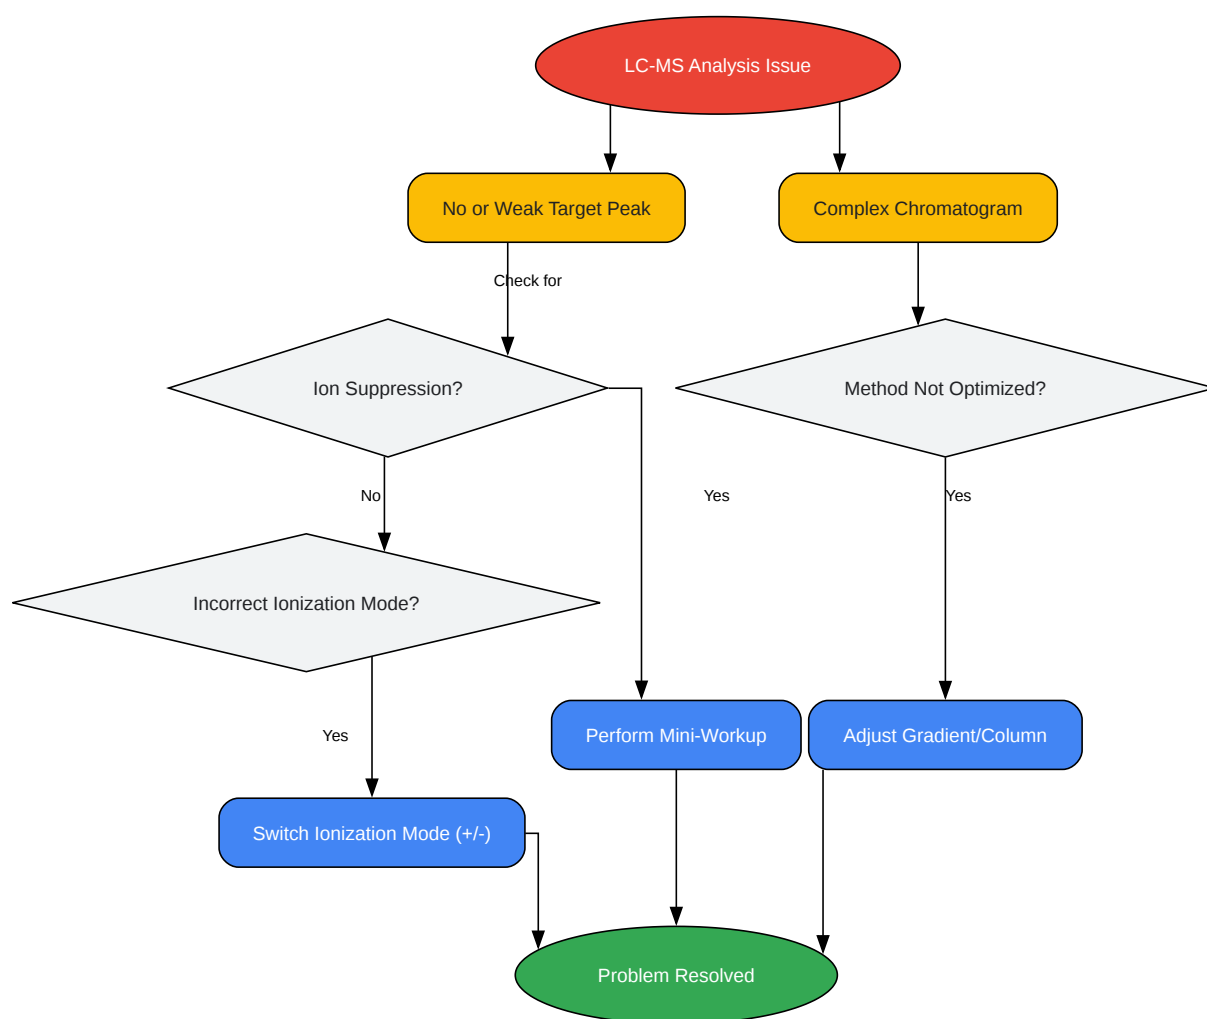 LC-MS Analysis Issue
No or Weak Target Peak
Complex Chromatogram
Check for
Ion Suppression?
Method Not Optimized?
No
Yes
Yes
Incorrect Ionization Mode?
Yes
Perform Mini-Workup
Adjust Gradient/Column
Switch Ionization Mode (+/-)
Problem Resolved